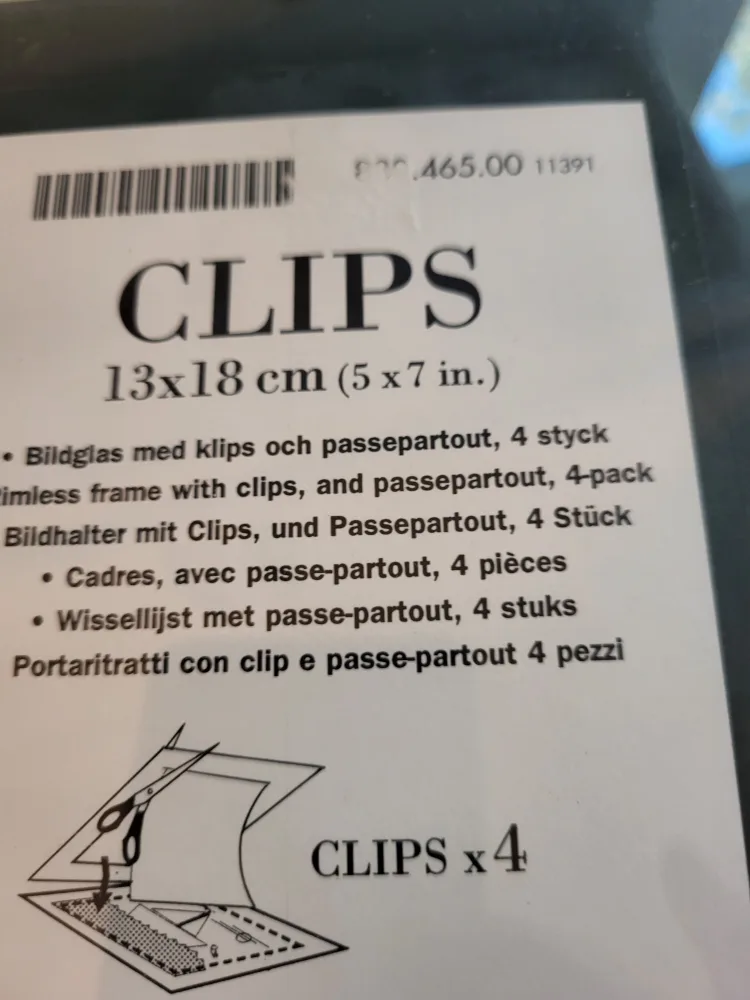 .465.00 11391
CLIPS
13x18 cm (5 x 7 in.)
• Bildglas med klips och passepartout, 4 styck
frame with clips, and passepartout, 4-pack
Bildhalter mit Clips, und Passepartout, 4 Stück
• Cadres, avec passe-partout, 4 pièces
• Wissellijst met passe-partout, 4 stuks
Portaritratti con clip e passe-partout 4 pezzi
CLIPS x 4